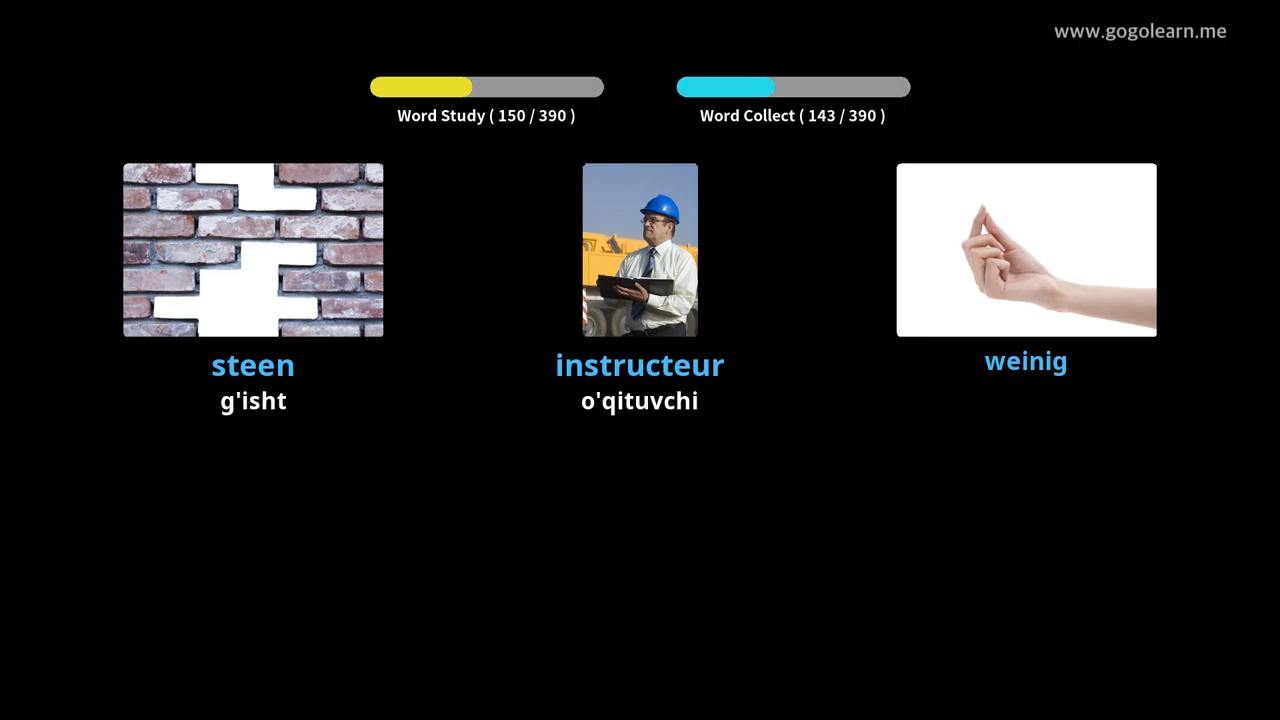 www.gogolearn.me
Word Study ( 150 / 390 )
Word Collect ( 143 / 390 )
steen
g'isht
instructeur
o'qituvchi
weinig